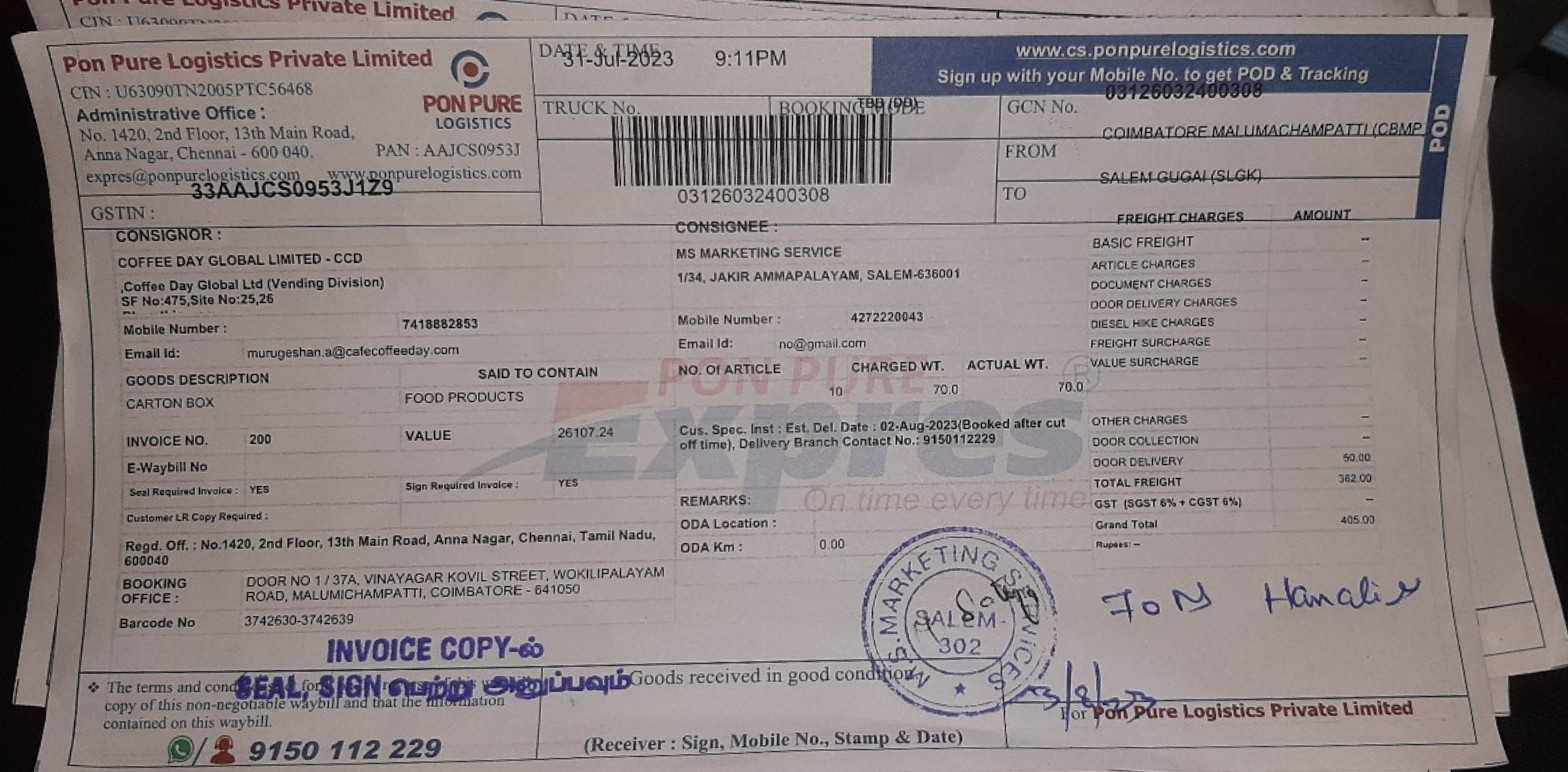 Pon Pure Logistics Private Limited
CIN : U63090TN2005PTC56468
Administrative Office :
No. 1420, 2nd Floor, 13th Main Road,
Anna Nagar, Chennai - 600 040.
PAN : AAJCS0953J
expres@ponpurelogistics.com www.ponpurelogistics.com
33AAJCS0953J1Z9
GSTIN :
PON PURE
LOGISTICS
DATE & TIME
31-Jul-2023 9:11PM
TRUCK No.
BOOKING MODE
TBB (DD)
03126032400308
www.cs.ponpurelogistics.com
Sign up with your Mobile No. to get POD & Tracking
GCN No.
03126032400308
COIMBATORE MALUMACHAMPATTI (CBMP
FROM
SALEM GUGAI (SLGK)
TO
POD
CONSIGNOR :
COFFEE DAY GLOBAL LIMITED - CCD
,Coffee Day Global Ltd (Vending Division)
SF No:475,Site No:25,26
Mobile Number : 7418882853
Email Id: murugeshan.a@cafecoffeeday.com
GOODS DESCRIPTION SAID TO CONTAIN
CARTON BOX FOOD PRODUCTS
INVOICE NO. 200 VALUE 26107.24
E-Waybill No
Seal Required Invoice : YES Sign Required Invoice : YES
Customer LR Copy Required :
Regd. Off. : No.1420, 2nd Floor, 13th Main Road, Anna Nagar, Chennai, Tamil Nadu,
600040
BOOKING OFFICE : DOOR NO 1 / 37A, VINAYAGAR KOVIL STREET, WOKILIPALAYAM
ROAD, MALUMICHAMPATTI, COIMBATORE - 641050
Barcode No 3742630-3742639
CONSIGNEE :
MS MARKETING SERVICE
1/34, JAKIR AMMAPALAYAM, SALEM-636001
Mobile Number : 4272220043
Email Id: no@gmail.com
NO. Of ARTICLE CHARGED WT. ACTUAL WT.
10 70.0 70.0
Cus. Spec. Inst : Est. Del. Date : 02-Aug-2023(Booked after cut
off time), Delivery Branch Contact No.: 9150112229
REMARKS:
ODA Location :
ODA Km : 0.00
PON PURE
Expres
On time every time
FREIGHT CHARGES AMOUNT
BASIC FREIGHT --
ARTICLE CHARGES --
DOCUMENT CHARGES --
DOOR DELIVERY CHARGES --
DIESEL HIKE CHARGES --
FREIGHT SURCHARGE --
VALUE SURCHARGE --
OTHER CHARGES --
DOOR COLLECTION --
DOOR DELIVERY 50.00
TOTAL FREIGHT 362.00
GST (SGST 6% + CGST 6%) --
Grand Total 405.00
Rupees: --
M.S. MARKETING SERVICES
SALEM-
302
INVOICE COPY-ல்
SEAL, SIGN பெற்று அனுப்பவும்
❖ The terms and
copy of this non-negotiable waybill and that the information
contained on this waybill.
9150 112 229
Goods received in good condition
(Receiver : Sign, Mobile No., Stamp & Date)
For Pon Pure Logistics Private Limited